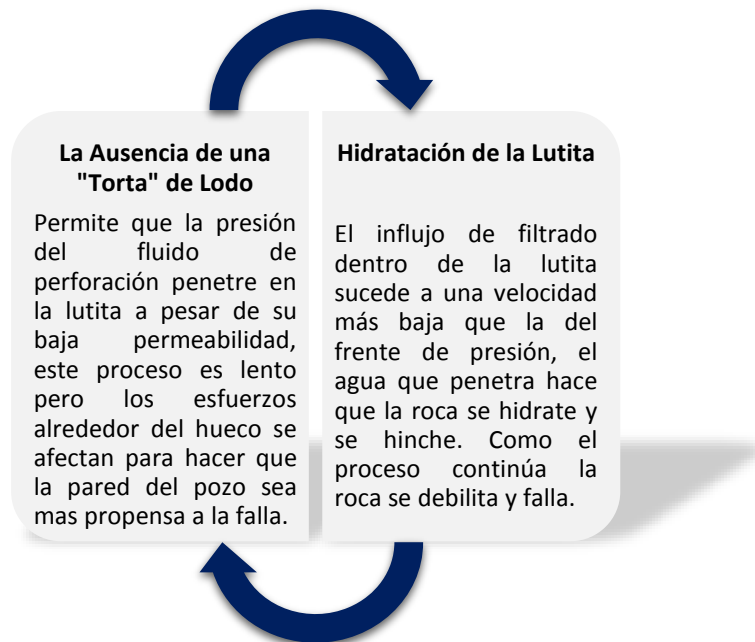 La Ausencia de una
"Torta" de Lodo
Permite que la presión
del fluido de
perforación penetre en
la lutita a pesar de su
baja permeabilidad,
este proceso es lento
pero los esfuerzos
alrededor del hueco se
afectan para hacer que
la pared del pozo sea
mas propensa a la falla.
Hidratación de la Lutita
El influjo de filtrado
dentro de la lutita
sucede a una velocidad
más baja que la del
frente de presión, el
agua que penetra hace
que la roca se hidrate y
se hinche. Como el
proceso continúa la
roca se debilita y falla.